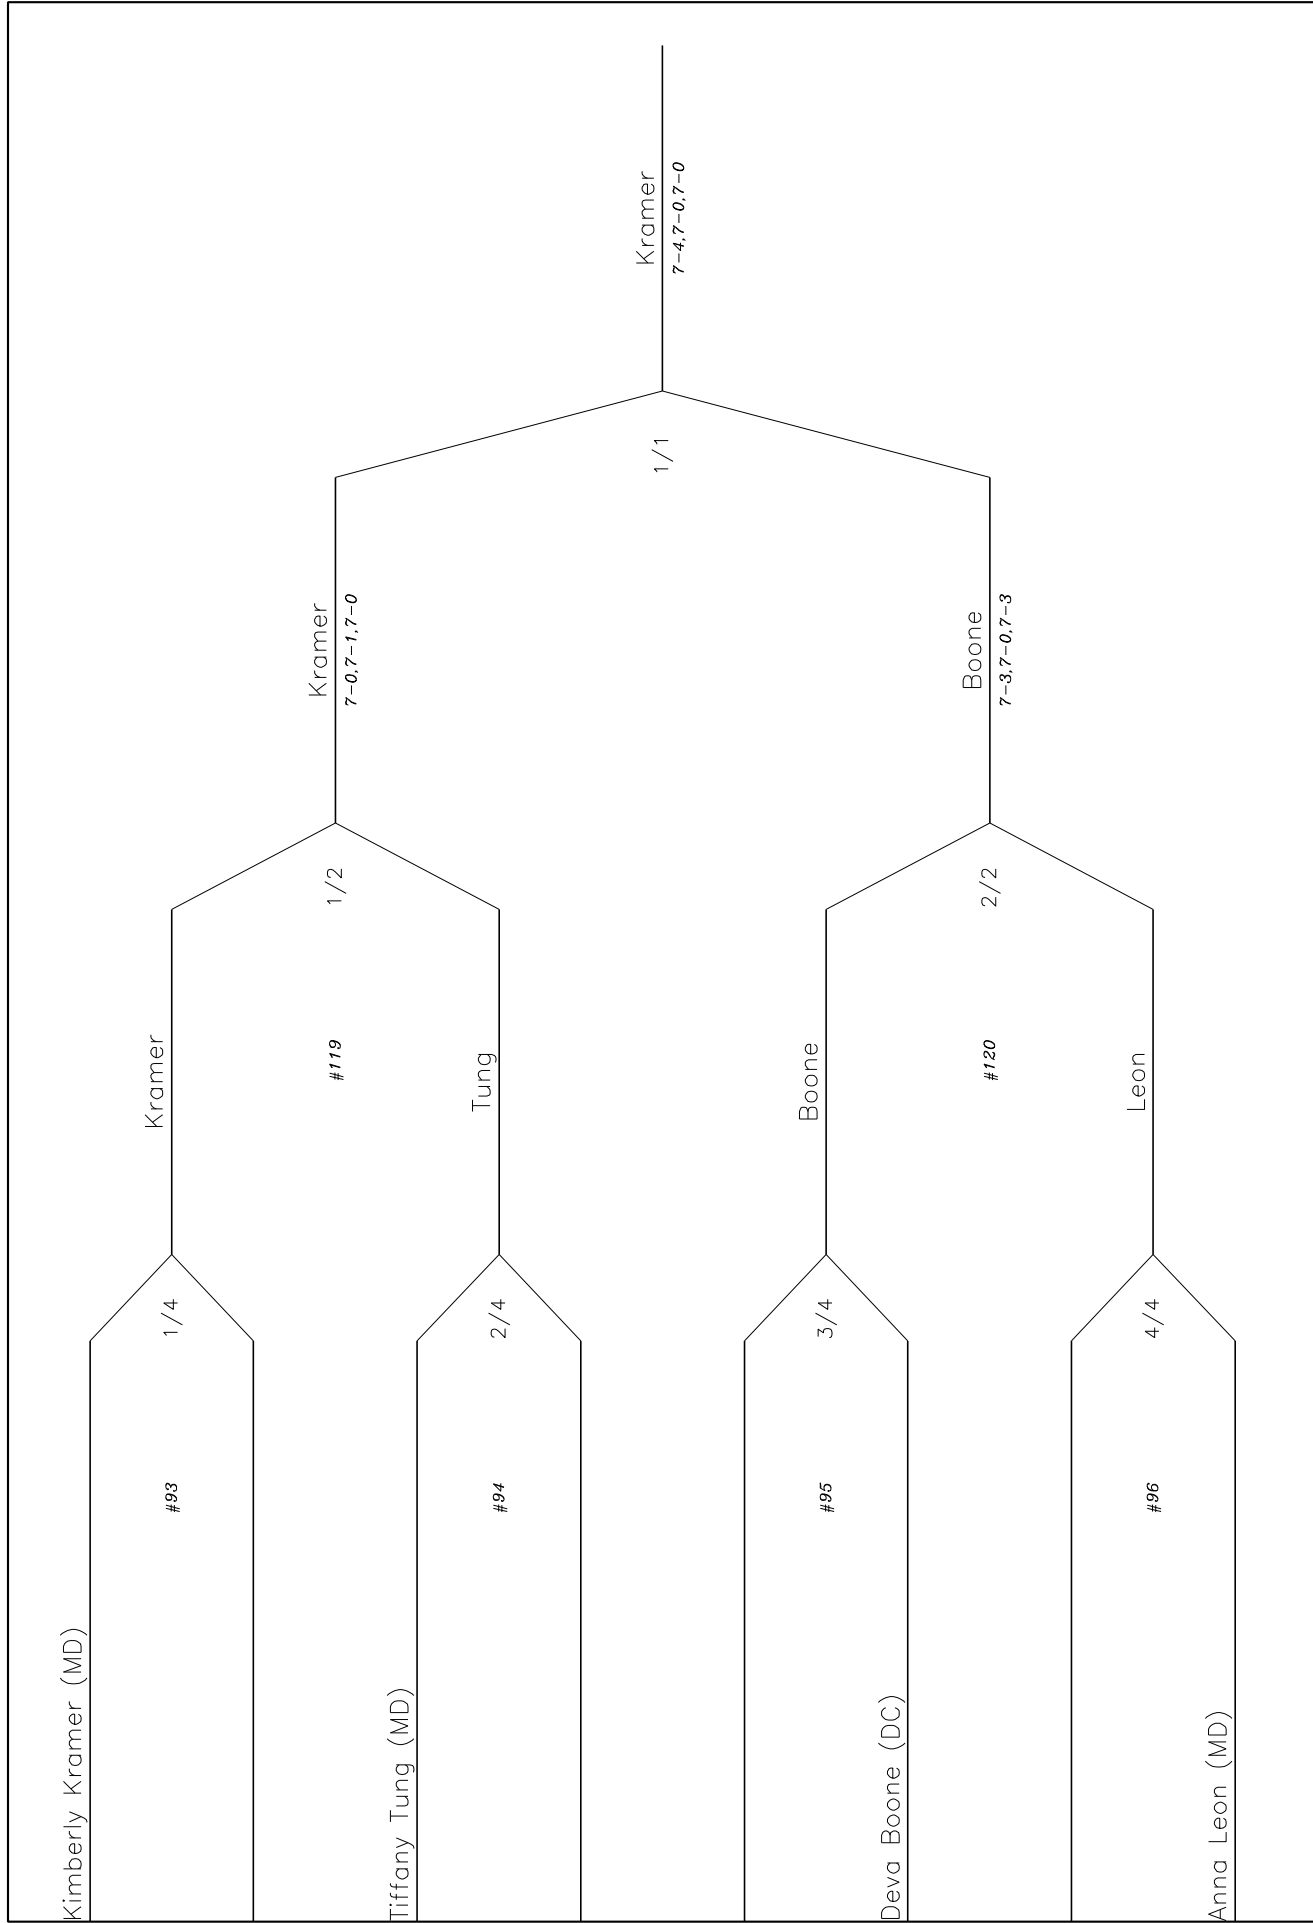 Kimberly Kramer (MD)
#93
1/4
Tiffany Tung (MD)
#94
2/4
Deva Boone (DC)
#95
3/4
Anna Leon (MD)
#96
4/4
Kramer
#119
1/2
Tung
Boone
#120
2/2
Leon
Kramer
7-0,7-1,7-0
1/1
Boone
7-3,7-0,7-3
Kramer
7-4,7-0,7-0